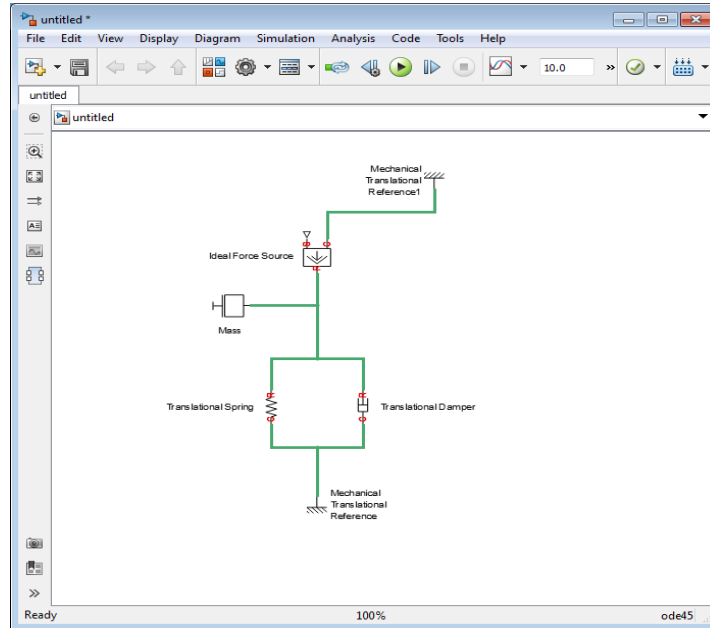 untitled *
File Edit View Display Diagram Simulation Analysis Code Tools Help
10.0 »
untitled
untitled
Mechanical
Translational
Reference1
S C
Ideal Force Source
R
Mass
R R
Translational Spring Translational Damper
C C
Mechanical
Translational
Reference
Ready 100% ode45